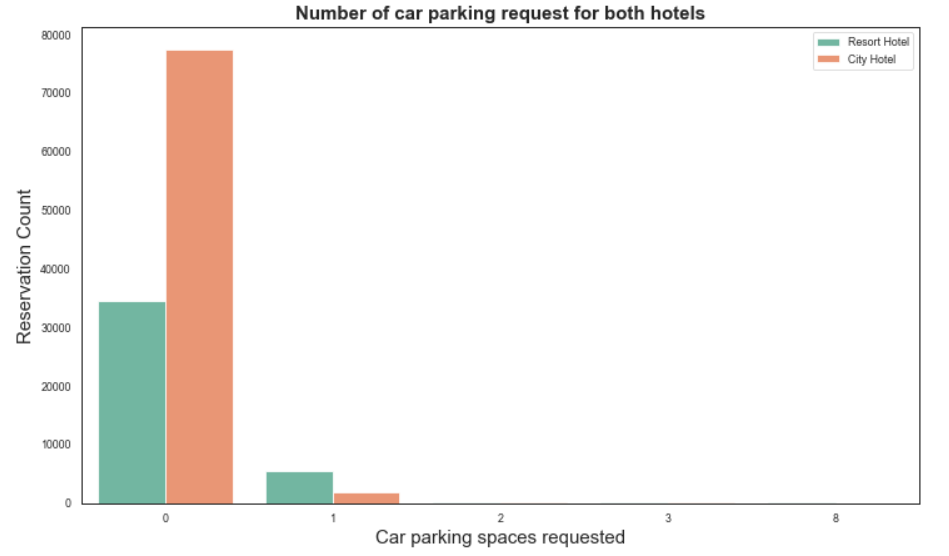 Number of car parking request for both hotels
Resort Hotel
City Hotel
80000
70000
60000
50000
40000
30000
20000
10000
0
Reservation Count
0 1 2 3 8
Car parking spaces requested